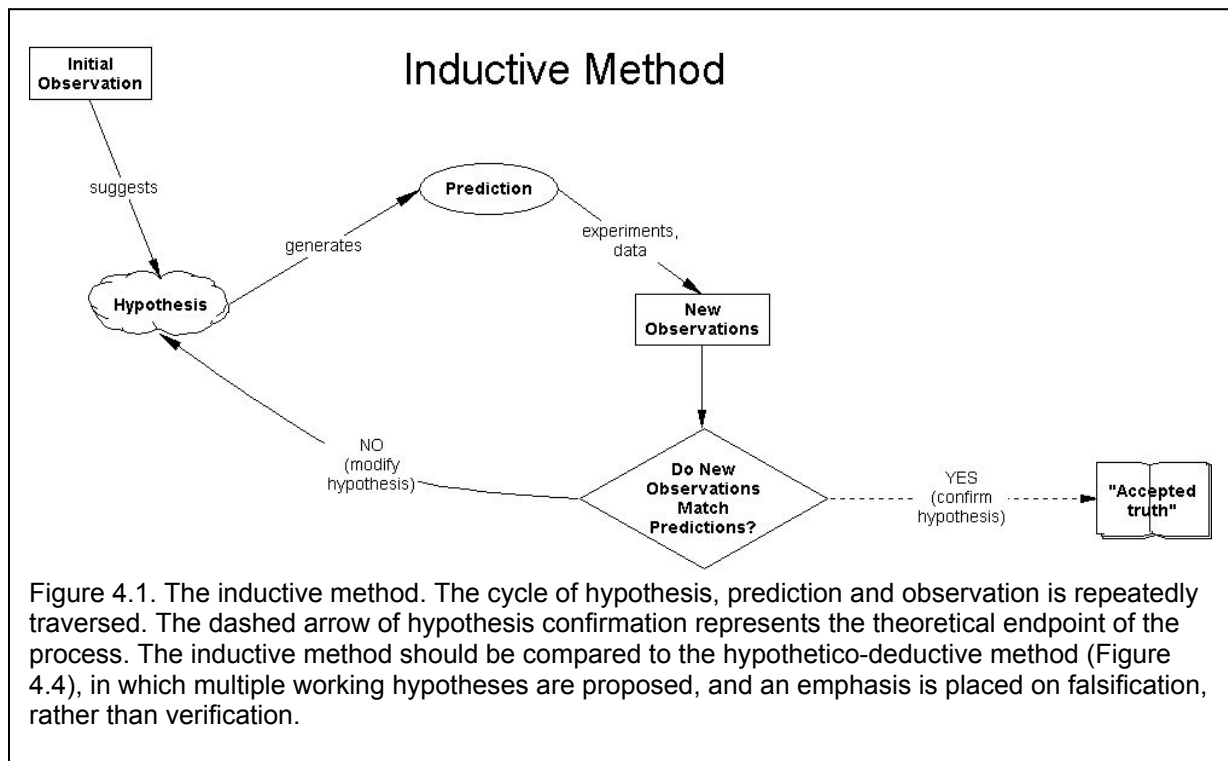 Inductive Method
Initial
Observation
suggests
Hypothesis
generates
Prediction
experiments,
data
New
Observations
Do New
Observations
Match
Predictions?
NO
(modify
hypothesis)
YES
(confirm
hypothesis)
"Accepted
truth"
Figure 4.1. The inductive method. The cycle of hypothesis, prediction and observation is repeatedly
traversed. The dashed arrow of hypothesis confirmation represents the theoretical endpoint of the
process. The inductive method should be compared to the hypothetico-deductive method (Figure
4.4), in which multiple working hypotheses are proposed, and an emphasis is placed on falsification,
rather than verification.